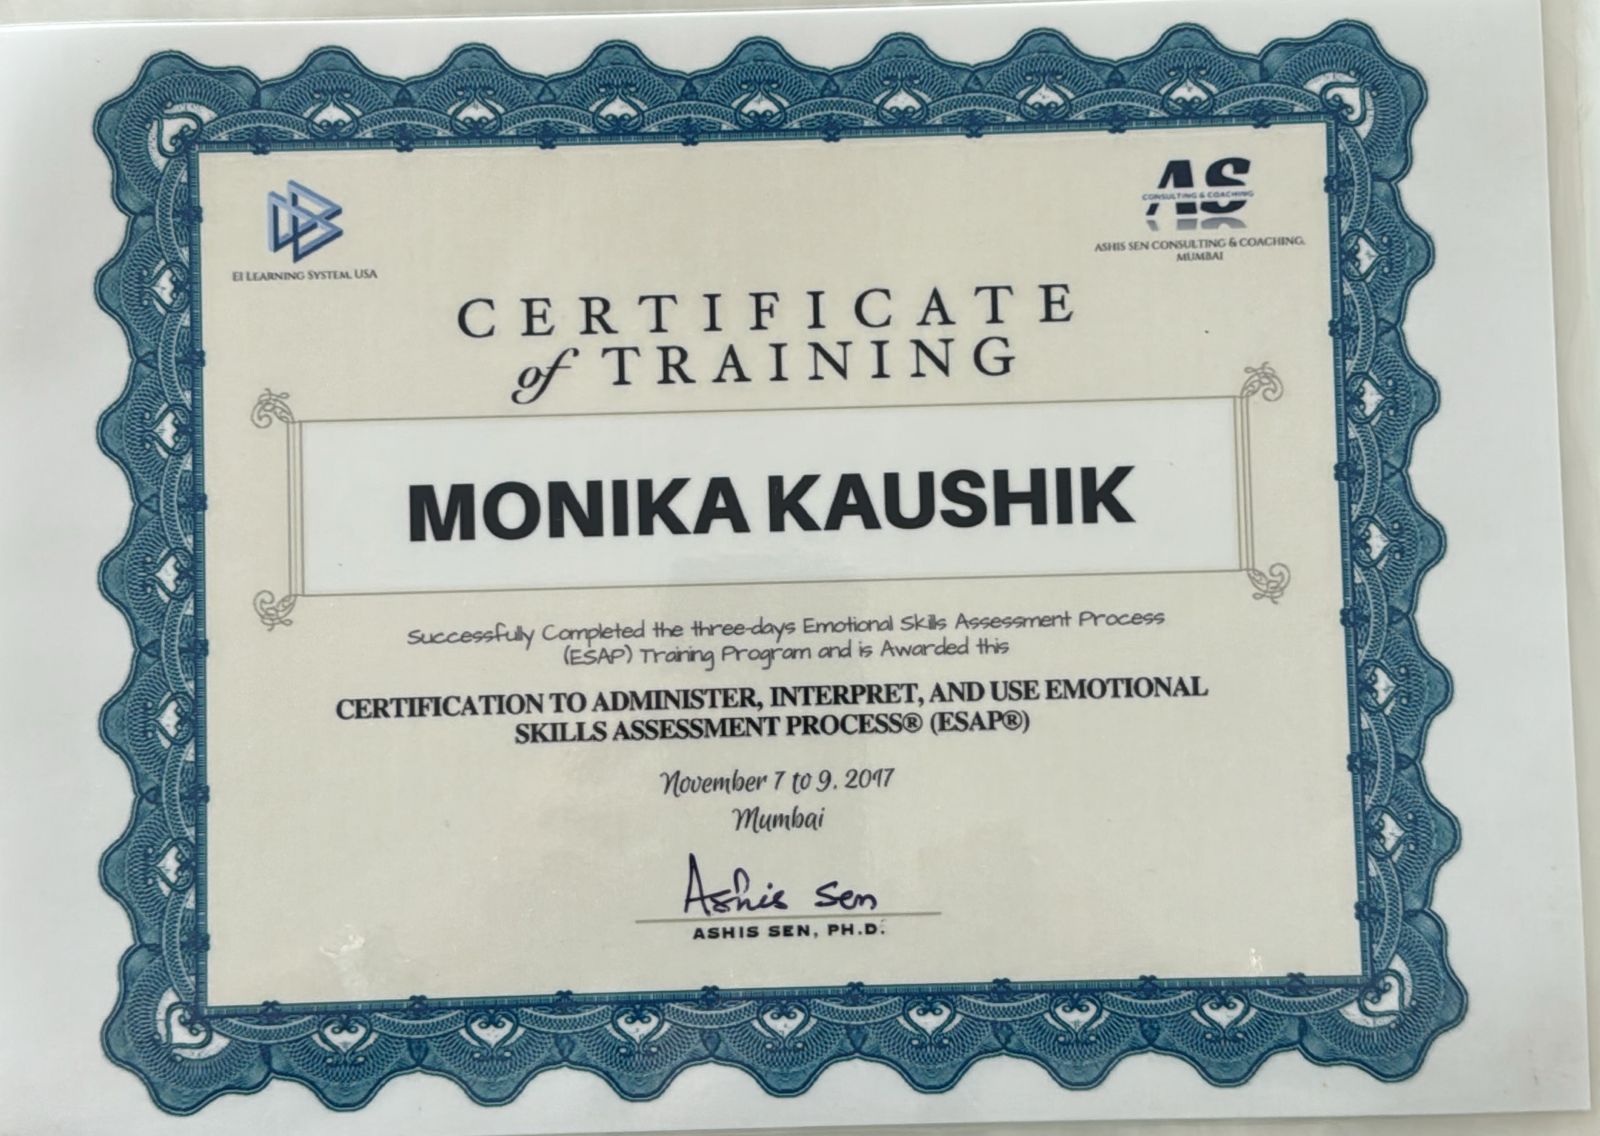 EI LEARNING SYSTEM, USA
AS
CONSULTING & COACHING
ASHIS SEN CONSULTING & COACHING,
MUMBAI
CERTIFICATE
of TRAINING
MONIKA KAUSHIK
Successfully Completed the three-days Emotional Skills Assessment Process
(ESAP) Training Program and is Awarded this
CERTIFICATION TO ADMINISTER, INTERPRET, AND USE EMOTIONAL
SKILLS ASSESSMENT PROCESS® (ESAP®)
November 7 to 9, 2017
Mumbai
Ashis Sen
ASHIS SEN, PH.D.